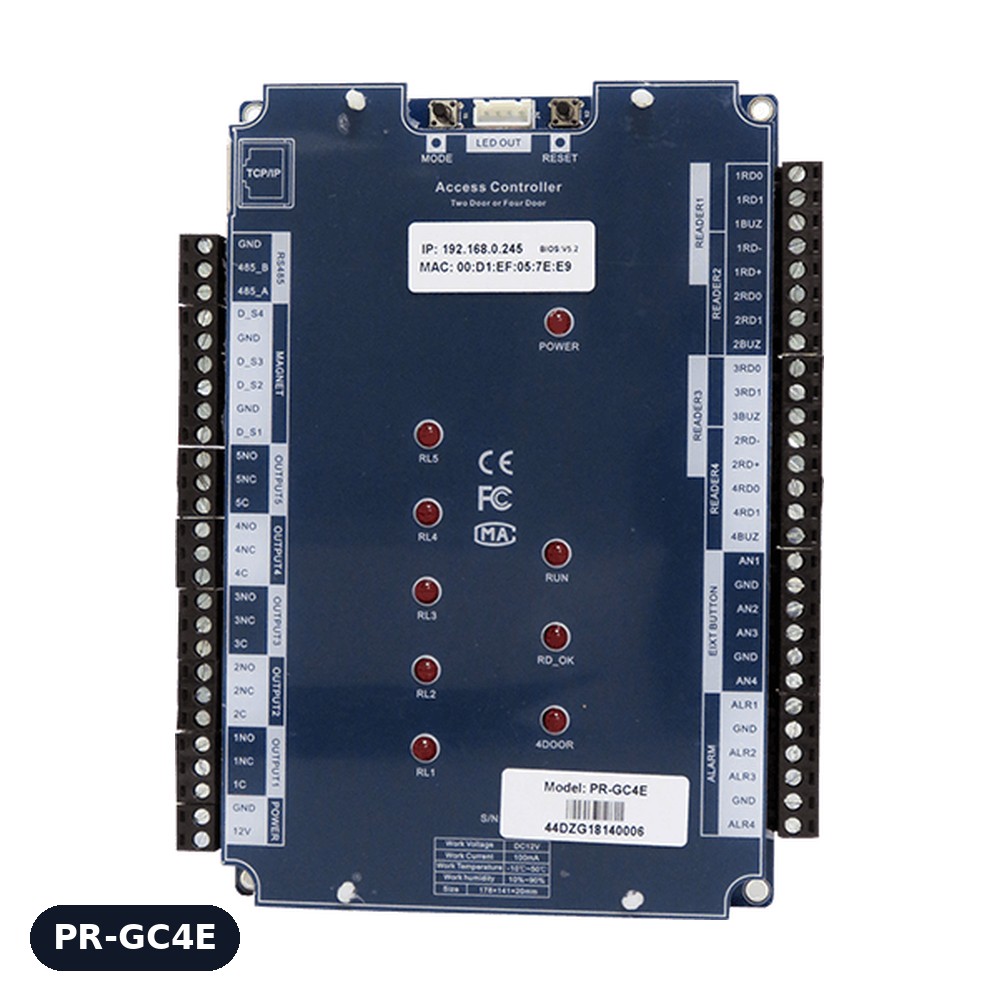 MODE
LED OUT
RESET
TCP/IP
Access Controller
Two Door or Four Door
IP: 192.168.0.245 BIOS:V5.2
MAC: 00:D1:EF:05:7E:E9
POWER
RL5
RL4
RL3
RL2
RL1
CE
FC
MA
RUN
RD_OK
4DOOR
GND
485_B
485_A
RS485
D_S4
GND
D_S3
D_S2
GND
D_S1
MAGNET
5NO
5NC
5C
OUTPUT5
4NO
4NC
4C
OUTPUT4
3NO
3NC
3C
OUTPUT3
2NO
2NC
2C
OUTPUT2
1NO
1NC
1C
OUTPUT1
GND
12V
POWER
READER1
1RD0
1RD1
1BUZ
1RD-
1RD+
READER2
2RD0
2RD1
2BUZ
READER3
3RD0
3RD1
3BUZ
2RD-
2RD+
READER4
4RD0
4RD1
4BUZ
EIXT BUTTON
AN1
GND
AN2
AN3
GND
AN4
ALARM
ALR1
GND
ALR2
ALR3
GND
ALR4
S/N
Model: PR-GC4E
44DZG18140006
Work Voltage DC12V
Work Current 100mA
Work Temperature -10℃~50℃
Work humidity 10%~90%
Size 178*141*20mm
PR-GC4E